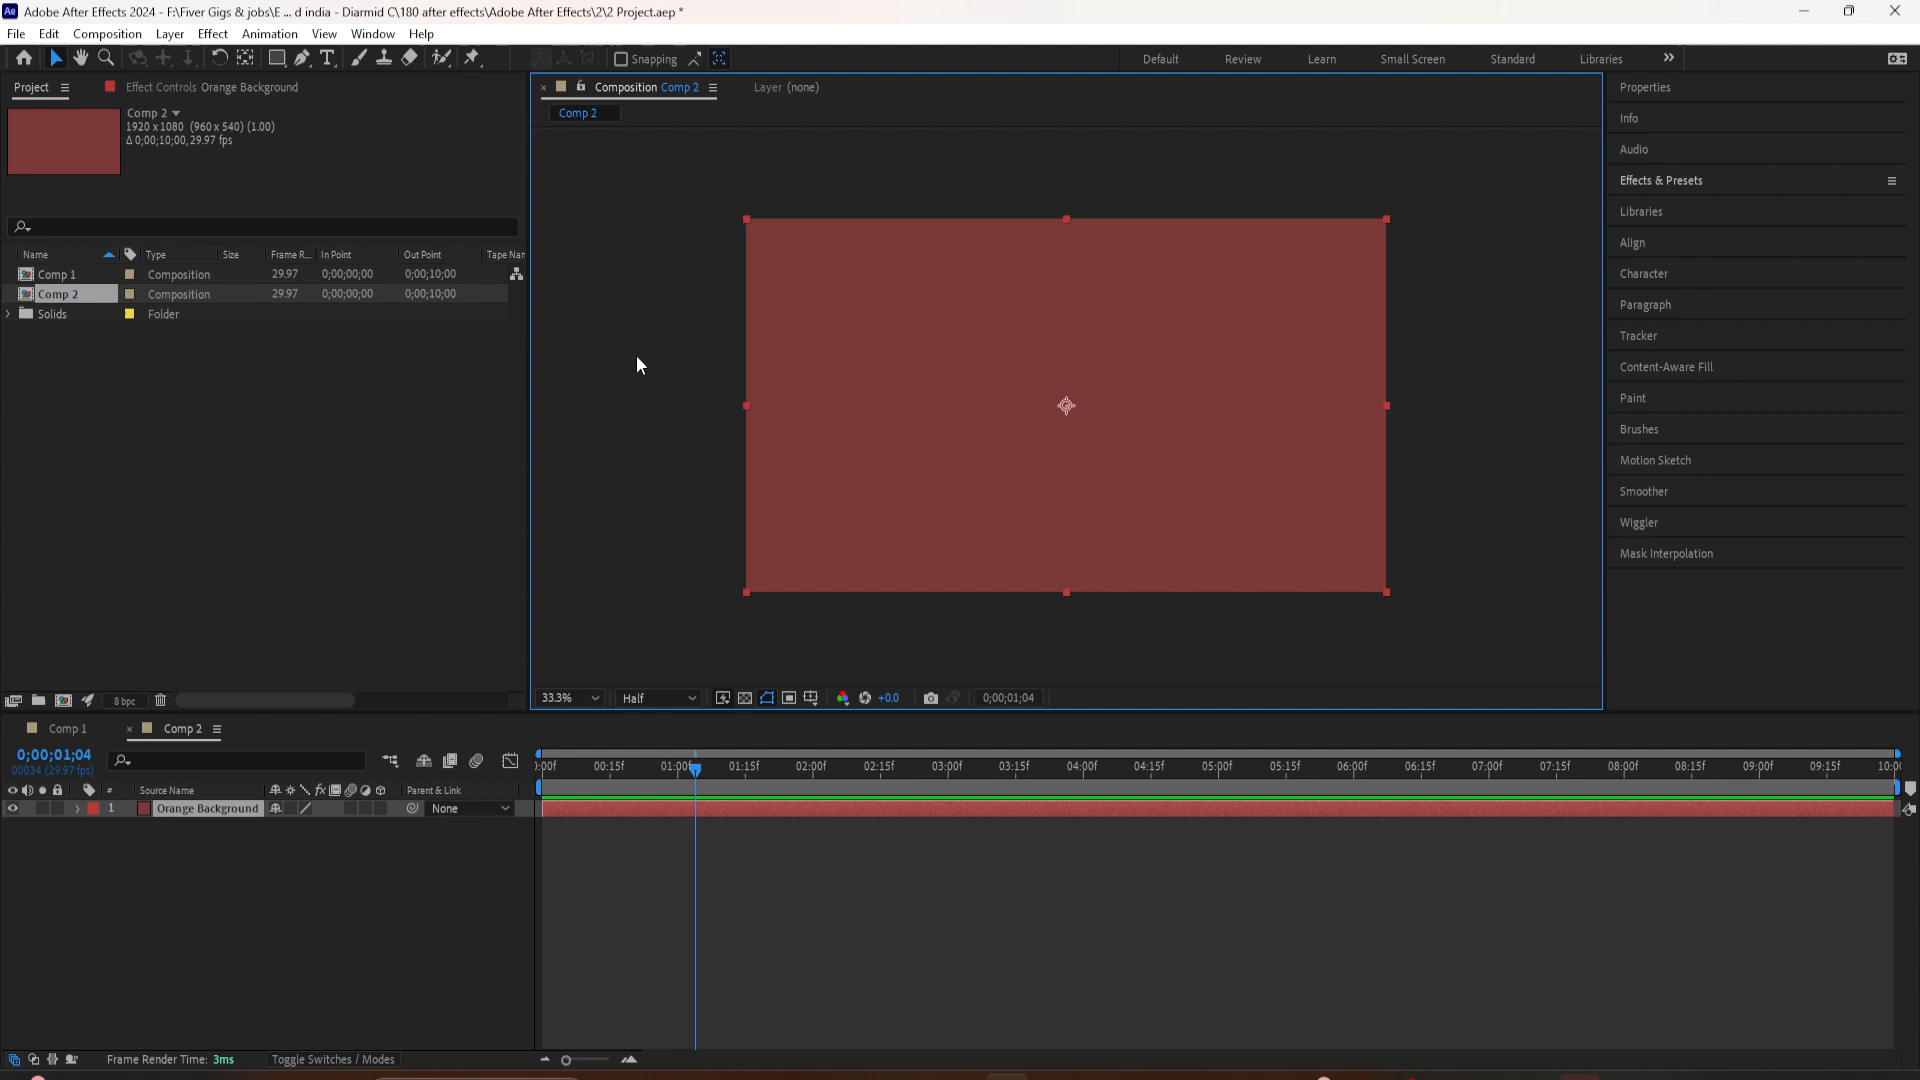 Ae Adobe After Effects 2024 - F:\Fiver Gigs & jobs\E ... d india - Diarmid C\180 after effects\Adobe After Effects\2\2 Project.aep *
File Edit Composition Layer Effect Animation View Window Help
Snapping Default Review Learn Small Screen Standard Libraries
Project Effect Controls Orange Background
Comp 2
1920 x 1080 (960 x 540) (1.00)
Δ 0;00;10;00, 29.97 fps
Name Type Size Frame R... In Point Out Point Tape Nan
Comp 1 Composition 29.97 0;00;00;00 0;00;10;00
Comp 2 Composition 29.97 0;00;00;00 0;00;10;00
Solids Folder
8 bpc
Composition Comp 2 Layer (none)
Comp 2
33.3% Half +0.0 0;00;01;04
Properties
Info
Audio
Effects & Presets
Libraries
Align
Character
Paragraph
Tracker
Content-Aware Fill
Paint
Brushes
Motion Sketch
Smoother
Wiggler
Mask Interpolation
Comp 1 Comp 2
0;00;01;04
00034 (29.97 fps)
:00f 00:15f 01:00f 01:15f 02:00f 02:15f 03:00f 03:15f 04:00f 04:15f 05:00f 05:15f 06:00f 06:15f 07:00f 07:15f 08:00f 08:15f 09:00f 09:15f 10:0
# Source Name Parent & Link
1 Orange Background None
Frame Render Time: 3ms Toggle Switches / Modes